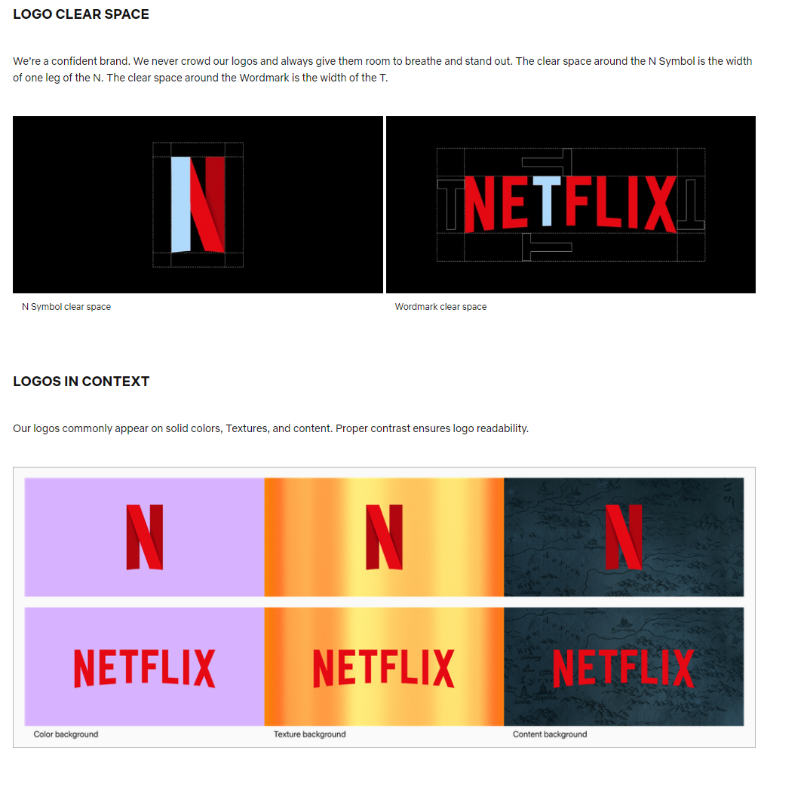 LOGO CLEAR SPACE
We're a confident brand. We never crowd our logos and always give them room to breathe and stand out. The clear space around the N Symbol is the width
of one leg of the N. The clear space around the Wordmark is the width of the T.
N
NETFLIX
N Symbol clear space
Wordmark clear space
LOGOS IN CONTEXT
Our logos commonly appear on solid colors, Textures, and content. Proper contrast ensures logo readability.
N
N
N
NETFLIX
NETFLIX
NETFLIX
Color background
Texture background
Content background